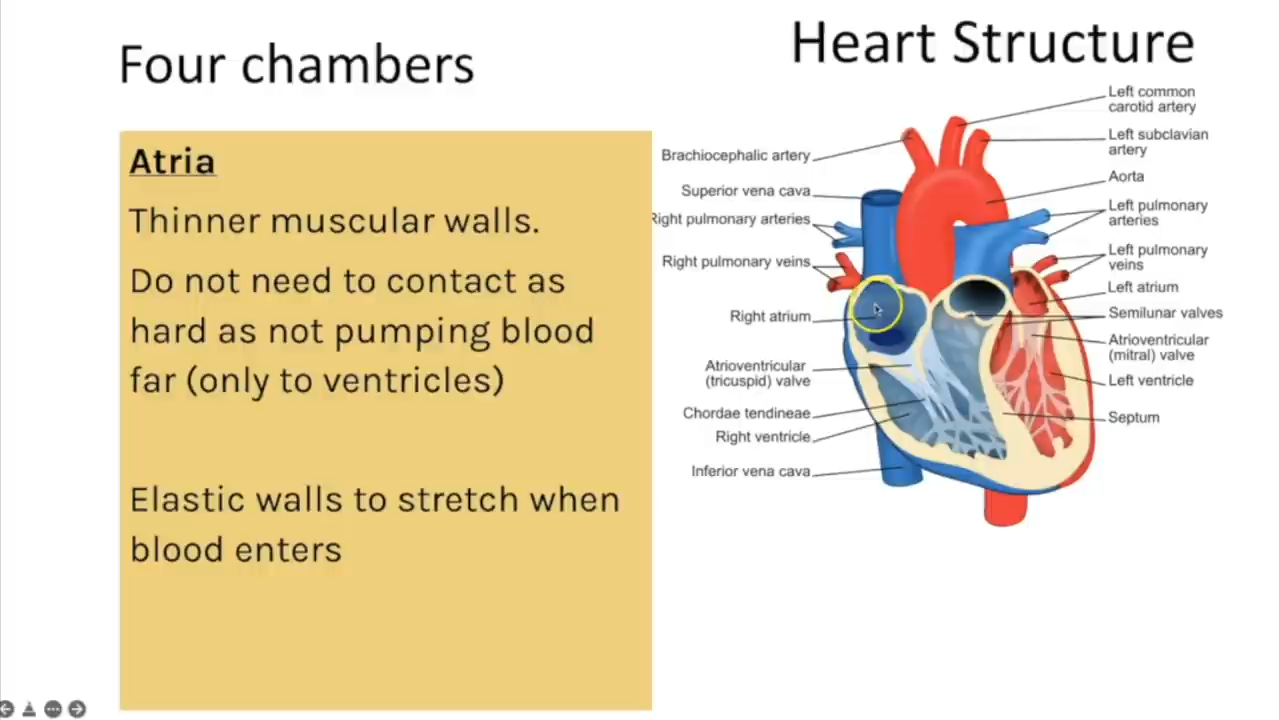 Four chambers
Heart Structure
Atria
Thinner muscular walls.
Do not need to contact as
hard as not pumping blood
far (only to ventricles)
Elastic walls to stretch when
blood enters
Brachiocephalic artery
Superior vena cava
Right pulmonary arteries
Right pulmonary veins
Right atrium
Atrioventricular
(tricuspid) valve
Chordae tendineae
Right ventricle
Inferior vena cava
Left common
carotid artery
Left subclavian
artery
Aorta
Left pulmonary
arteries
Left pulmonary
veins
Left atrium
Semilunar valves
Atrioventricular
(mitral) valve
Left ventricle
Septum